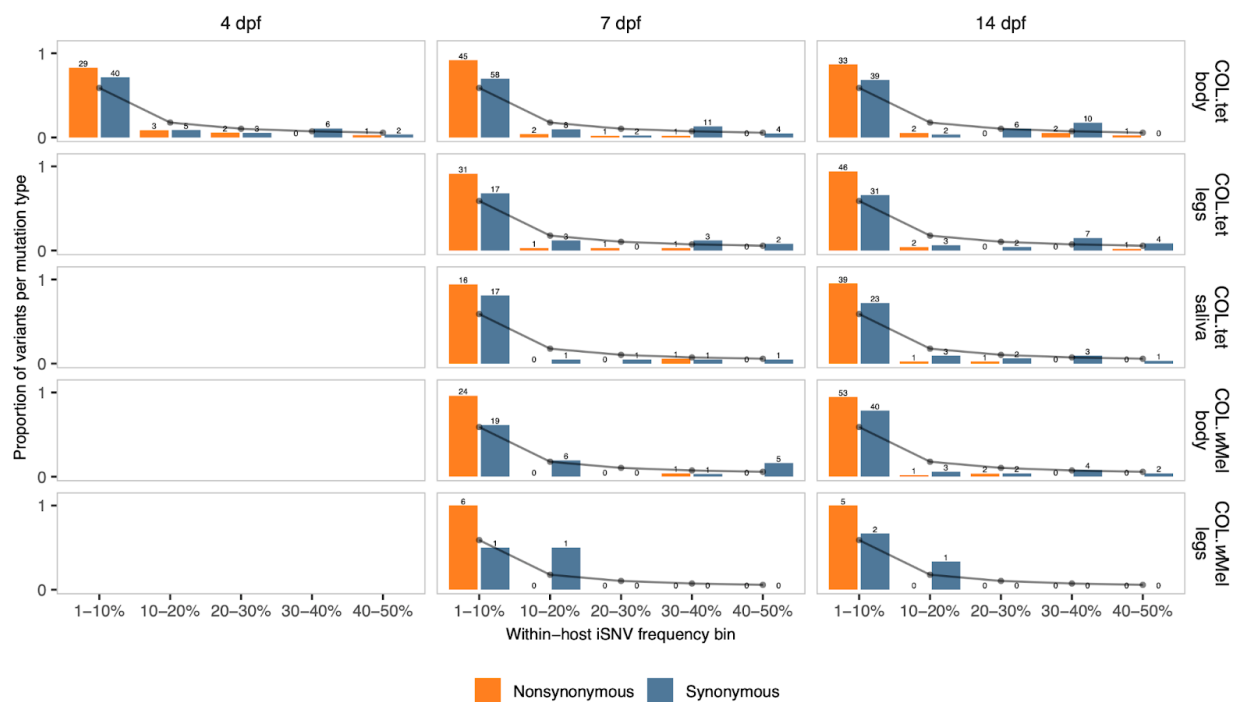 4 dpf 7 dpf 14 dpf
Proportion of variants per mutation type
1 0
29 40 3 5 2 3 0 6 1 2
45 58 2 8 1 2 1 11 0 4
33 39 2 2 0 6 2 10 1 0
COL.tet
body
1 0
31 17 1 3 1 0 1 3 0 2
46 31 2 3 0 2 0 7 1 4
COL.tet
legs
1 0
16 17 0 1 0 1 1 1 0 1
39 23 1 3 1 2 0 3 0 1
COL.tet
saliva
1 0
24 19 0 6 0 0 1 1 0 5
53 40 1 3 2 2 0 4 0 2
COL.wMel
body
1 0
6 1 0 1 0 0 0 0 0 0
5 2 0 1 0 0 0 0 0 0
COL.wMel
legs
1–10% 10–20% 20–30% 30–40% 40–50% 1–10% 10–20% 20–30% 30–40% 40–50% 1–10% 10–20% 20–30% 30–40% 40–50%
Within–host iSNV frequency bin
Nonsynonymous Synonymous